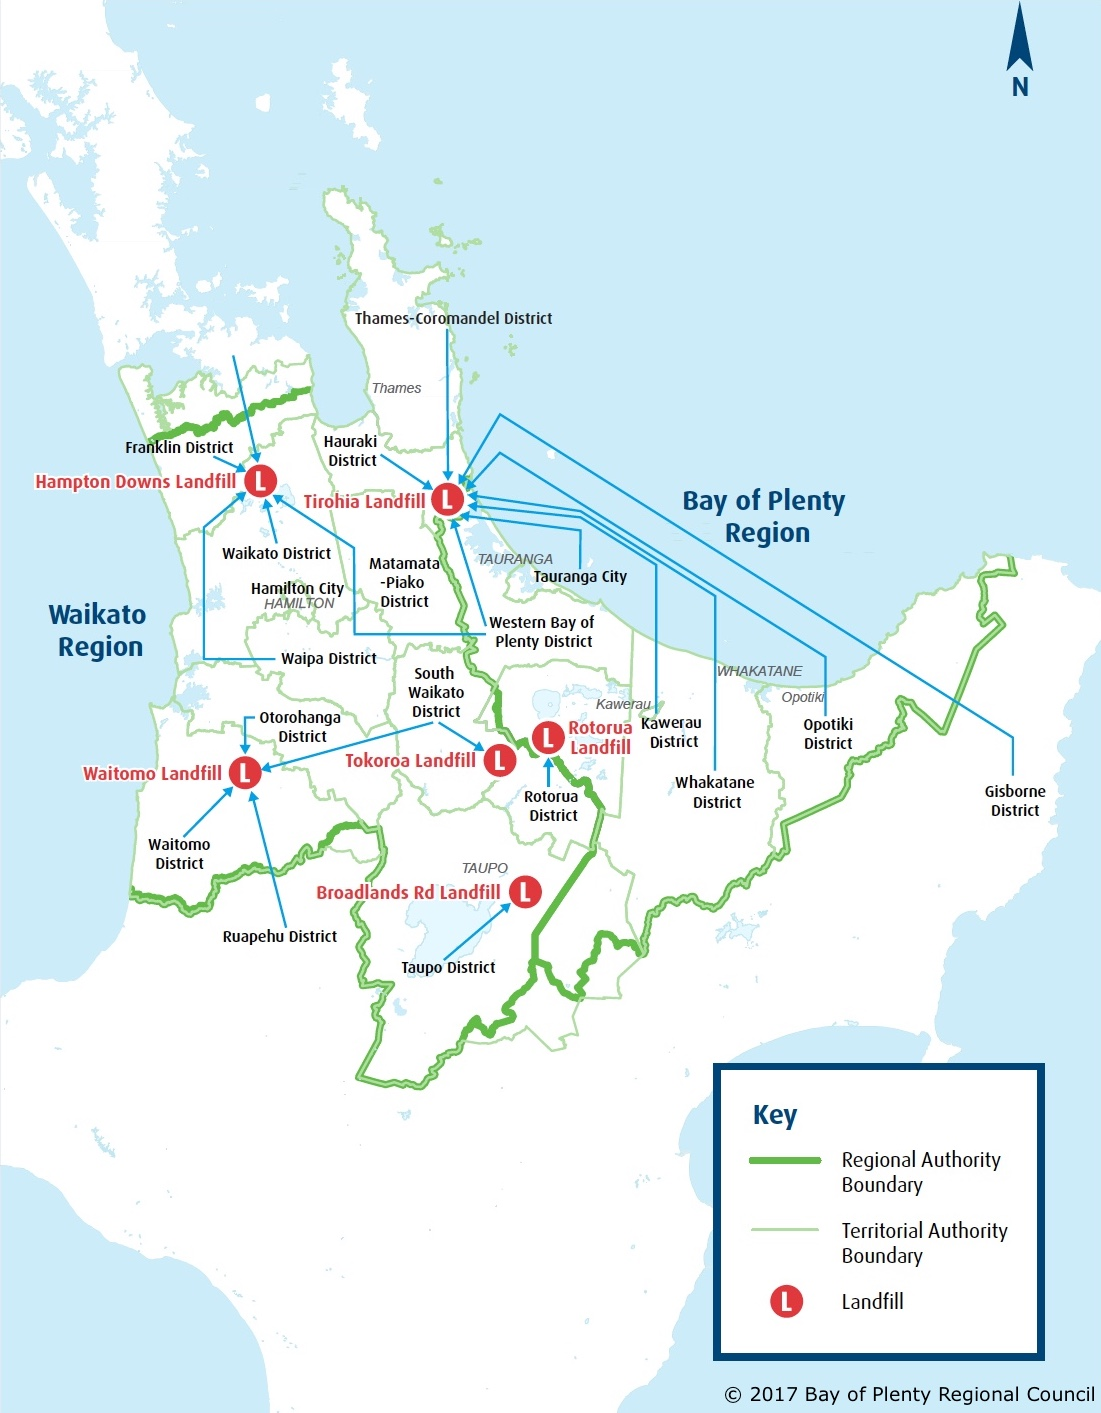 N
Thames-Coromandel District
Thames
Franklin District
Hauraki
District
Hampton Downs Landfill
L
Tirohia Landfill
L
Bay of Plenty
Region
Waikato District
Matamata
-Piako
District
TAURANGA
Tauranga City
Hamilton City
HAMILTON
Waikato
Region
Western Bay of
Plenty District
Waipa District
South
Waikato
District
WHAKATANE
Opotiki
Kawerau
Otorohanga
District
Rotorua
Landfill
L
Kawerau
District
Opotiki
District
Tokoroa Landfill
L
Waitomo Landfill
L
Whakatane
District
Gisborne
District
Rotorua
District
Waitomo
District
TAUPO
Broadlands Rd Landfill
L
Ruapehu District
Taupo District
Key
Regional Authority
Boundary
Territorial Authority
Boundary
L
Landfill
© 2017 Bay of Plenty Regional Council